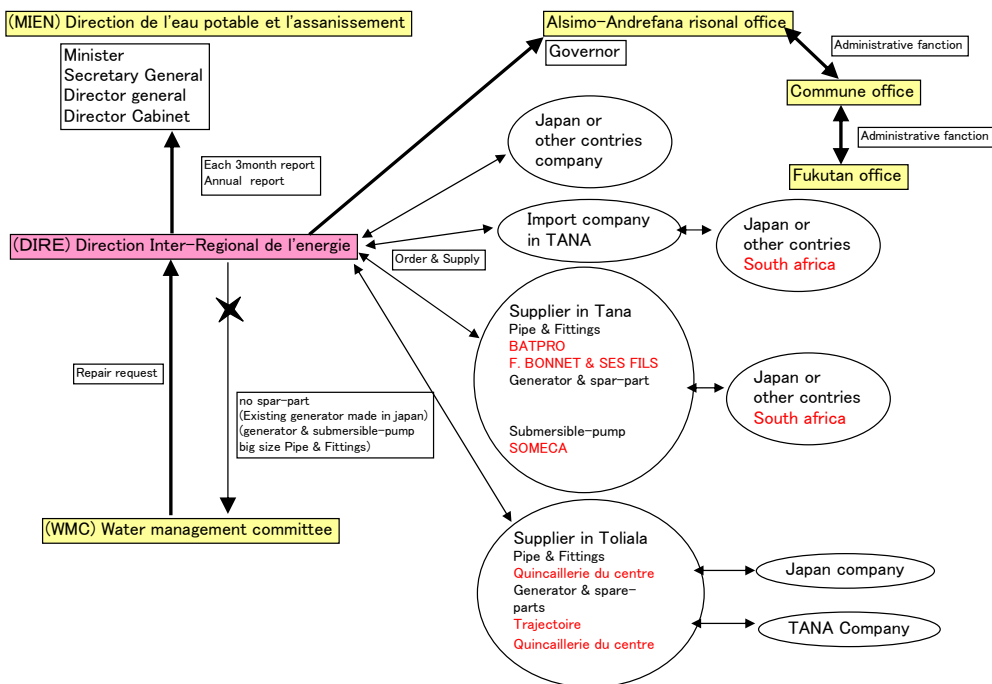 (MIEN) Direction de l'eau potable et l'assanissement
Minister
Secretary General
Director general
Director Cabinet
Each 3month report
Annual report
(DIRE) Direction Inter-Regional de l'energie
Repair request
no spar-part
(Existing generator made in japan)
(generator & submersible-pump
big size Pipe & Fittings)
(WMC) Water management committee
Alsimo-Andrefana risonal office
Governor
Administrative fanction
Commune office
Administrative fanction
Fukutan office
Japan or
other contries
company
Import company
in TANA
Order & Supply
Japan or
other contries
South africa
Supplier in Tana
Pipe & Fittings
BATPRO
F. BONNET & SES FILS
Generator & spar-part
Submersible-pump
SOMECA
Japan or
other contries
South africa
Supplier in Toliala
Pipe & Fittings
Quincaillerie du centre
Generator & spare-
parts
Trajectoire
Quincaillerie du centre
Japan company
TANA Company